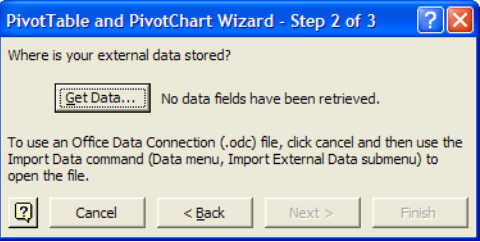 PivotTable and PivotChart Wizard - Step 2 of 3
Where is your external data stored?
Get Data... No data fields have been retrieved.
To use an Office Data Connection (.odc) file, click cancel and then use the
Import Data command (Data menu, Import External Data submenu) to
open the file.
Cancel < Back Next > Finish